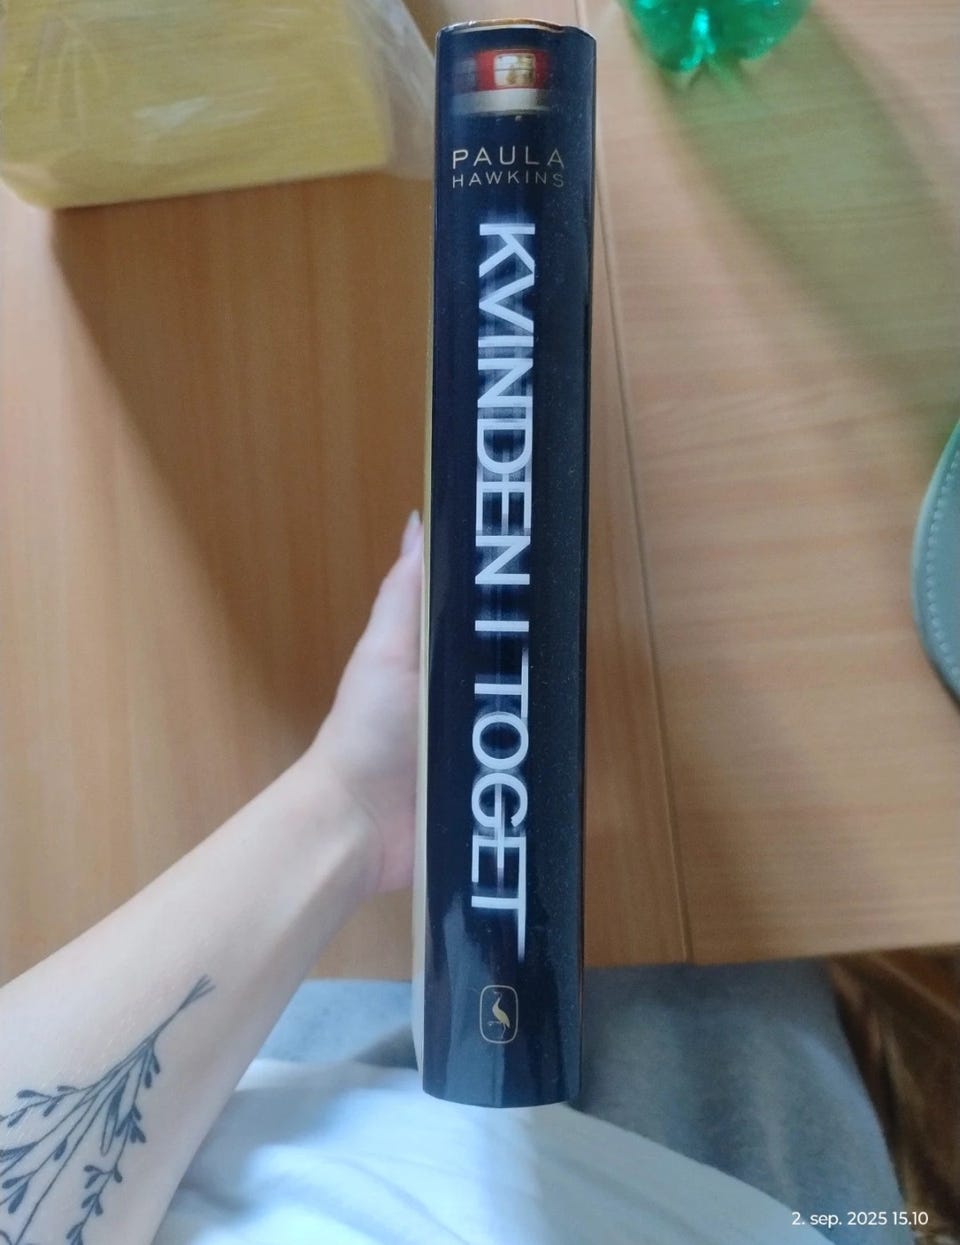 PAULA
HAWKINS
KVINDEN I TOGET
2. sep. 2025 15.10